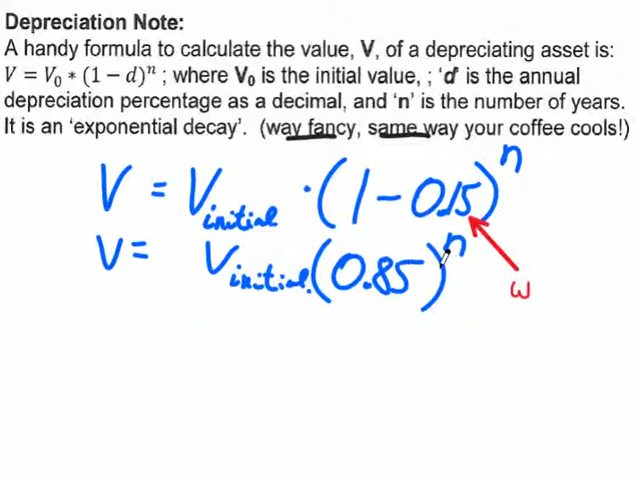 Depreciation Note:
A handy formula to calculate the value, V, of a depreciating asset is:
V = V₀ * (1 − d)ⁿ ; where V₀ is the initial value, ; 'd' is the annual
depreciation percentage as a decimal, and 'n' is the number of years.
It is an 'exponential decay'. (way fancy, same way your coffee cools!)
V = Vinitial · (1 − 0.15)ⁿ
V = Vinitial. (0.85)ⁿ
w